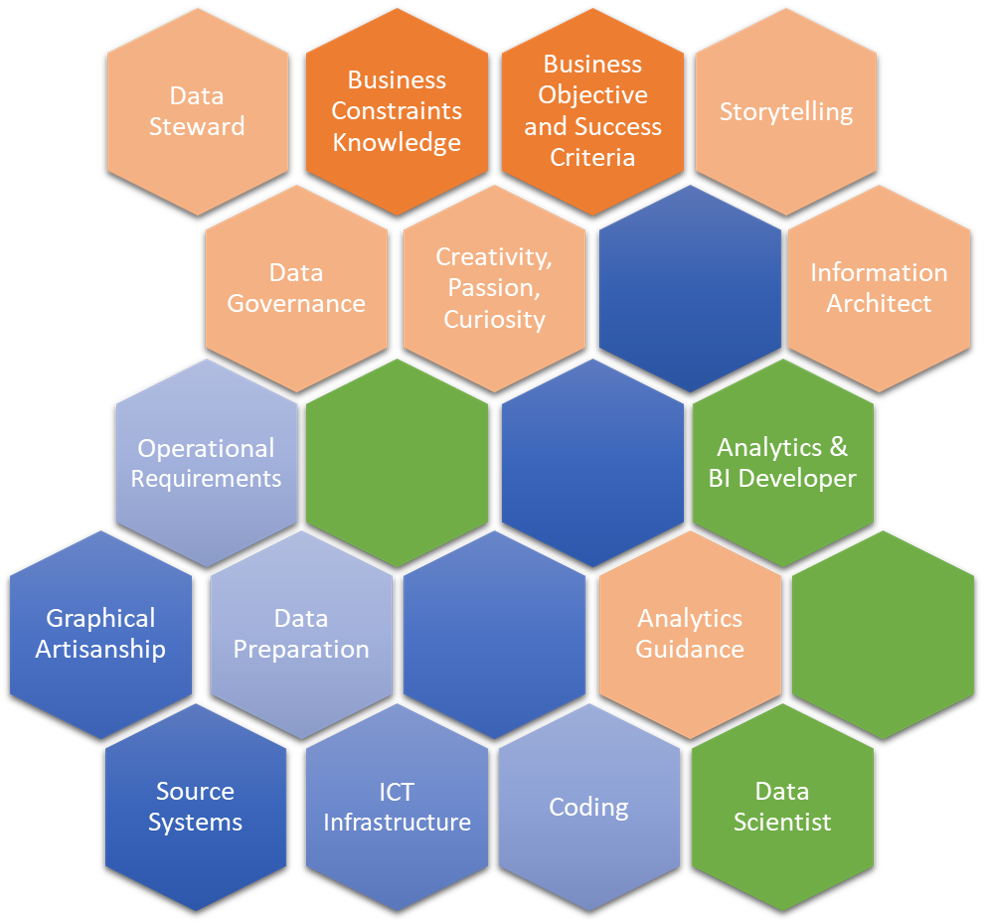 Data
Steward
Business
Constraints
Knowledge
Business
Objective
and Success
Criteria
Storytelling
Data
Governance
Creativity,
Passion,
Curiosity
Information
Architect
Operational
Requirements
Analytics &
BI Developer
Graphical
Artisanship
Data
Preparation
Analytics
Guidance
Source
Systems
ICT
Infrastructure
Coding
Data
Scientist